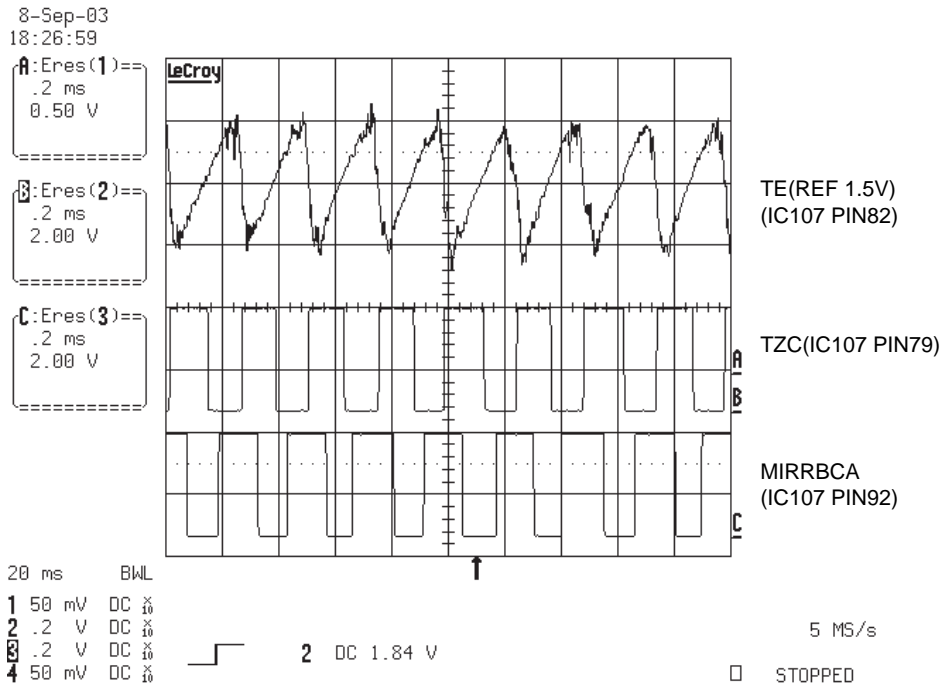 8-Sep-03
18:26:59
A:Eres(1)==
.2 ms
0.50 V
B:Eres(2)==
.2 ms
2.00 V
C:Eres(3)==
.2 ms
2.00 V
LeCroy
TE(REF 1.5V)
(IC107 PIN82)
TZC(IC107 PIN79)
A
B
MIRRBCA
(IC107 PIN92)
C
20 ms BWL
1 50 mV DC X10
2 .2 V DC X10
3 .2 V DC X10
4 50 mV DC X10
2 DC 1.84 V
5 MS/s
STOPPED